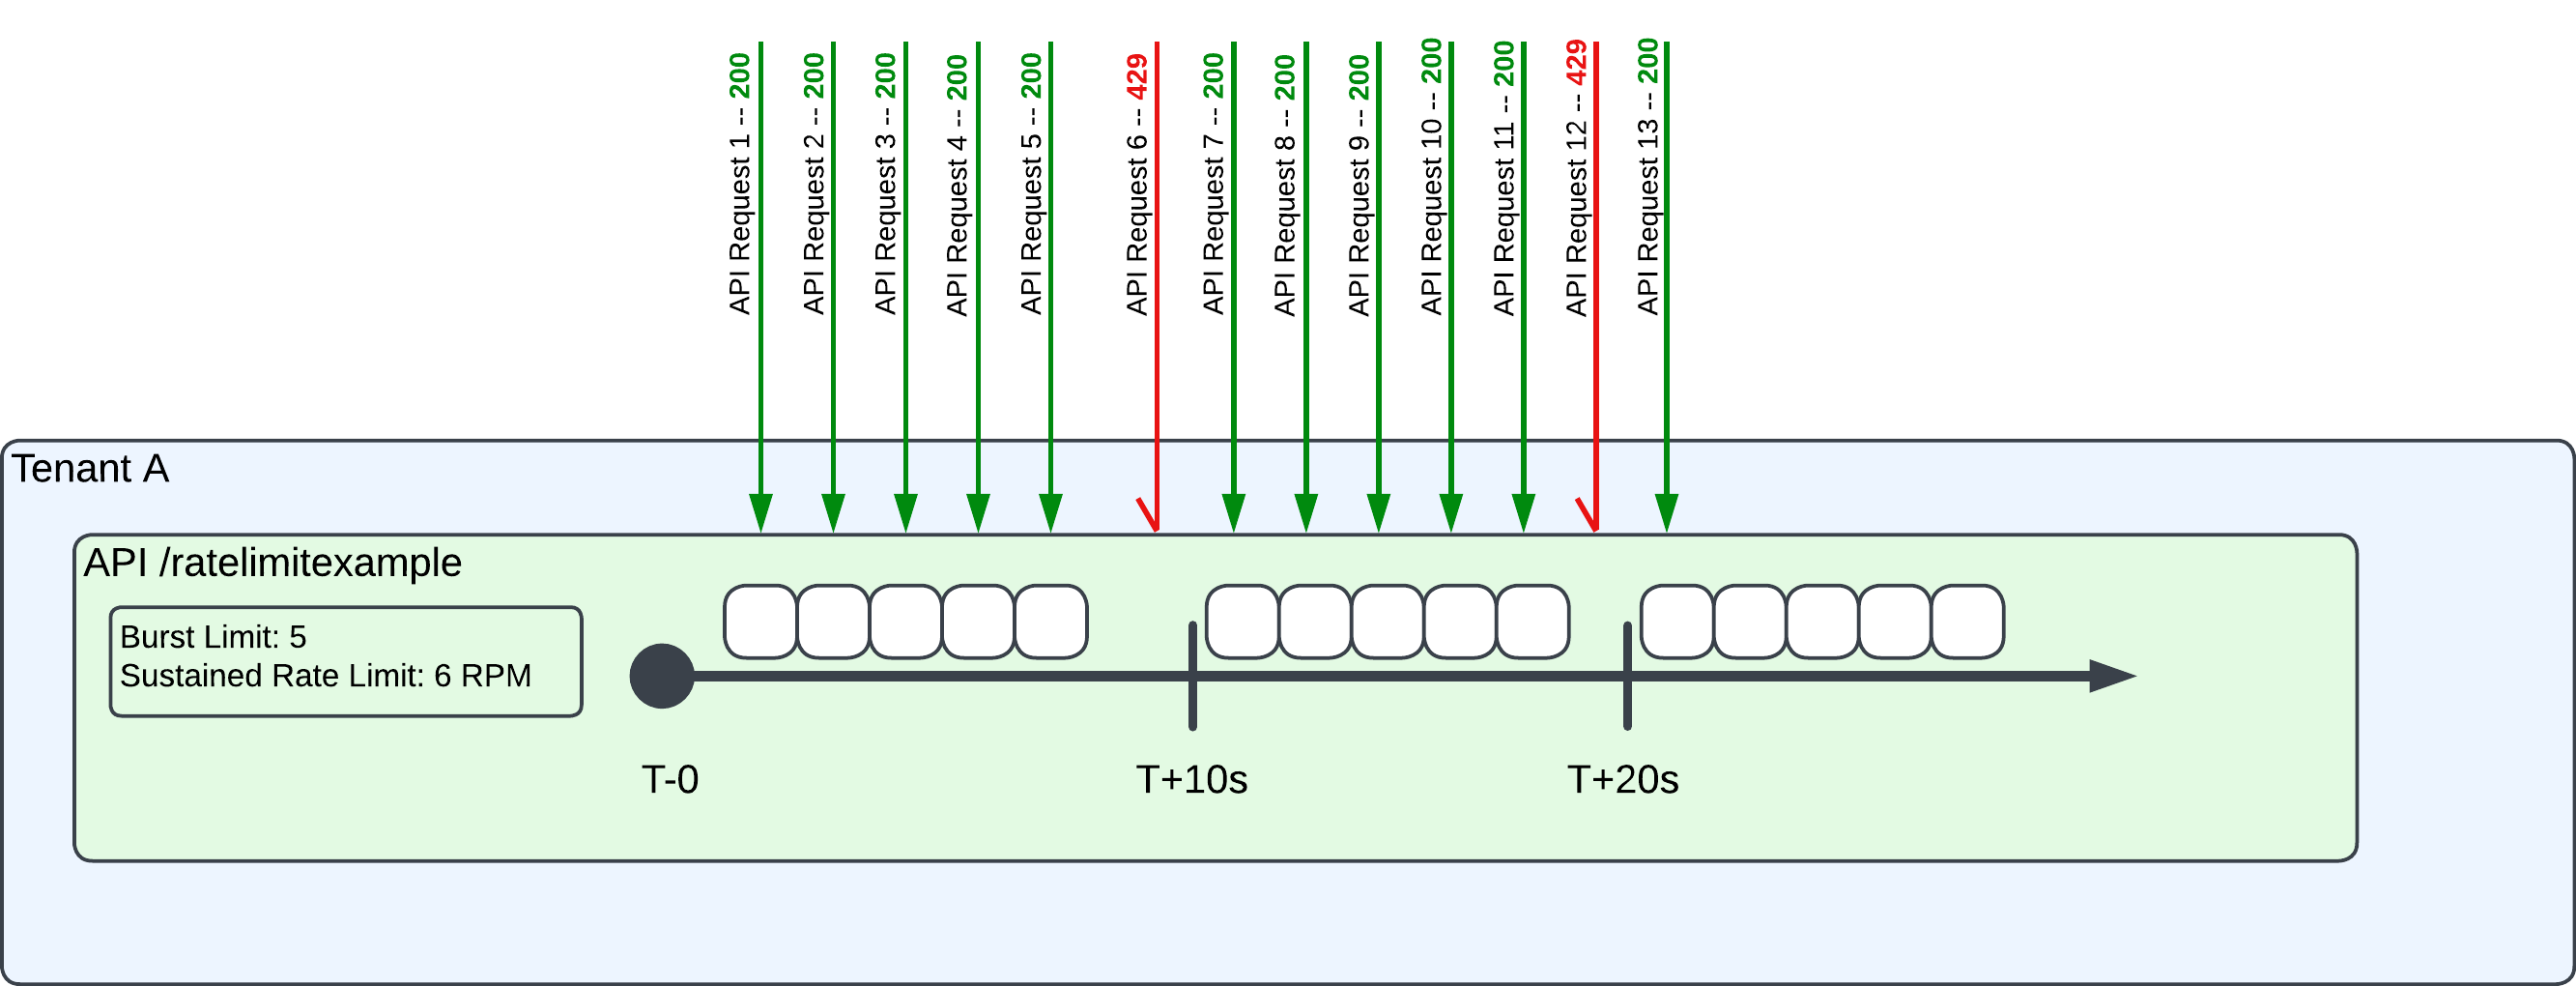 API Request 1 -- 200
API Request 2 -- 200
API Request 3 -- 200
API Request 4 -- 200
API Request 5 -- 200
API Request 6 -- 429
API Request 7 -- 200
API Request 8 -- 200
API Request 9 -- 200
API Request 10 -- 200
API Request 11 -- 200
API Request 12 -- 429
API Request 13 -- 200
Tenant A
API /ratelimitexample
Burst Limit: 5
Sustained Rate Limit: 6 RPM
T-0
T+10s
T+20s